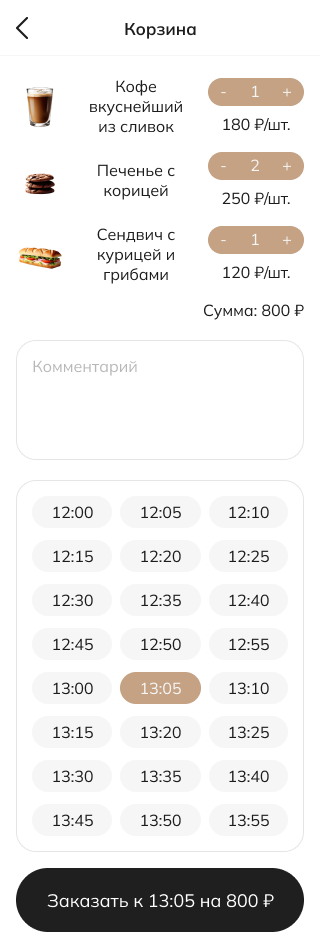 Корзина
Кофе
вкуснейший
из сливок
- 1 +
180 ₽/шт.
Печенье с
корицей
- 2 +
250 ₽/шт.
Сендвич с
курицей и
грибами
- 1 +
120 ₽/шт.
Сумма: 800 ₽
Комментарий
12:00 12:05 12:10
12:15 12:20 12:25
12:30 12:35 12:40
12:45 12:50 12:55
13:00 13:05 13:10
13:15 13:20 13:25
13:30 13:35 13:40
13:45 13:50 13:55
Заказать к 13:05 на 800 ₽